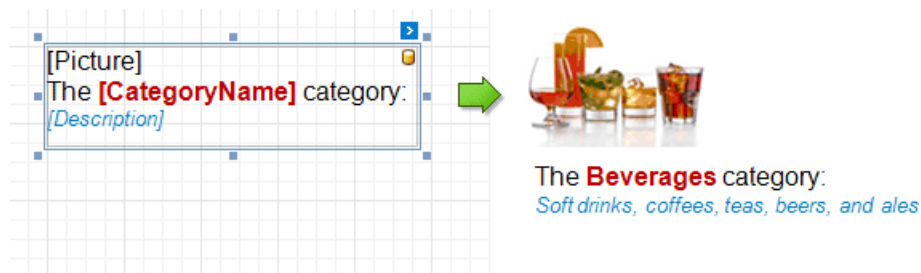 [Picture]
The [CategoryName] category:
[Description]
The Beverages category:
Soft drinks, coffees, teas, beers, and ales